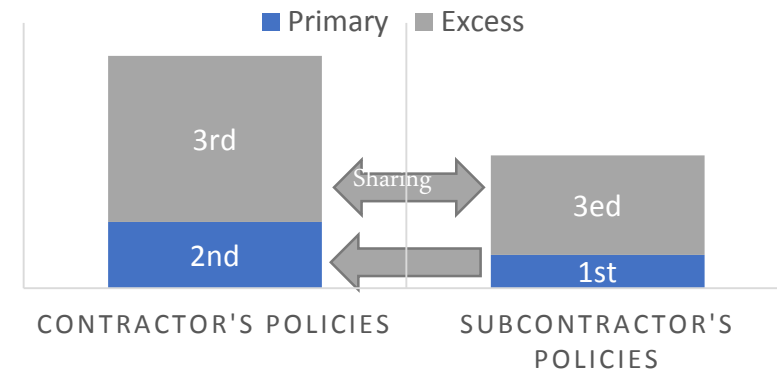 Primary Excess
3rd
Sharing
3ed
2nd
1st
CONTRACTOR'S POLICIES
SUBCONTRACTOR'S
POLICIES